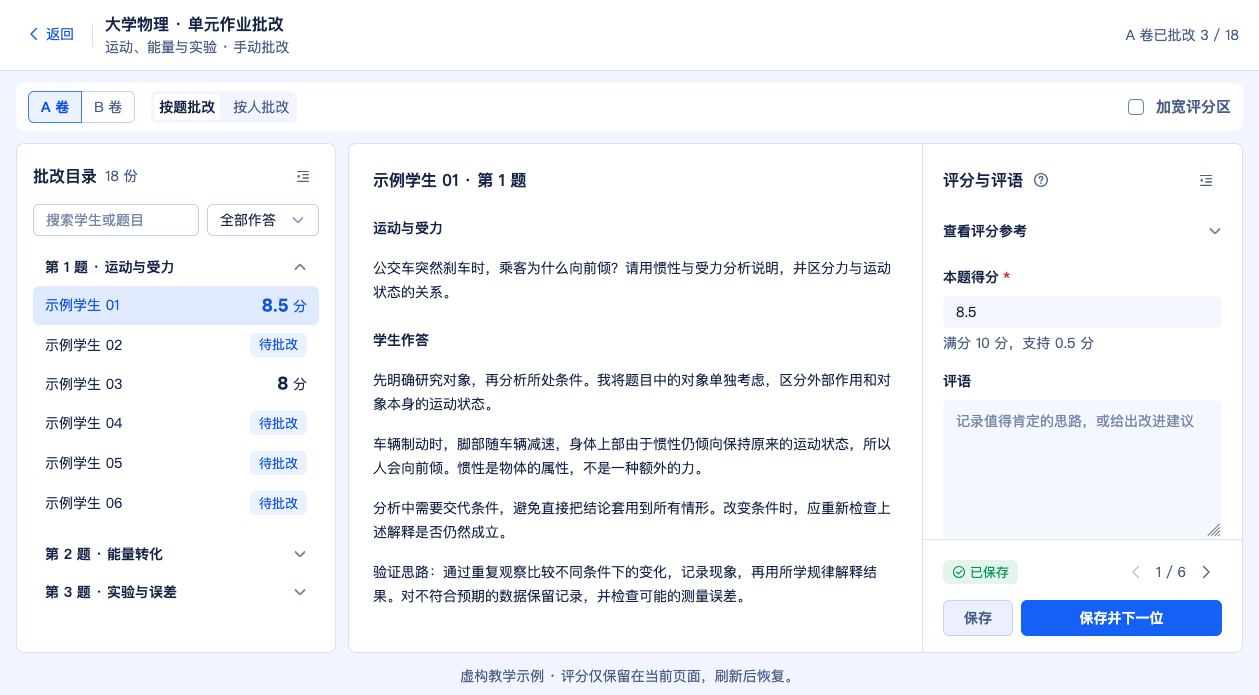 返回
大学物理 · 单元作业批改
运动、能量与实验 · 手动批改
A 卷已批改 3 / 18
A 卷
B 卷
按题批改
按人批改
加宽评分区
批改目录 18 份
搜索学生或题目
全部作答
第 1 题 · 运动与受力
示例学生 01
8.5 分
示例学生 02
待批改
示例学生 03
8 分
示例学生 04
待批改
示例学生 05
待批改
示例学生 06
待批改
第 2 题 · 能量转化
第 3 题 · 实验与误差
示例学生 01 · 第 1 题
运动与受力
公交车突然刹车时，乘客为什么向前倾？请用惯性与受力分析说明，并区分力与运动
状态的关系。
学生作答
先明确研究对象，再分析所处条件。我将题目中的对象单独考虑，区分外部作用和对
象本身的运动状态。
车辆制动时，脚部随车辆减速，身体上部由于惯性仍倾向保持原来的运动状态，所以
人会向前倾。惯性是物体的属性，不是一种额外的力。
分析中需要交代条件，避免直接把结论套用到所有情形。改变条件时，应重新检查上
述解释是否仍然成立。
验证思路：通过重复观察比较不同条件下的变化，记录现象，再用所学规律解释结
果。对不符合预期的数据保留记录，并检查可能的测量误差。
评分与评语
查看评分参考
本题得分 *
8.5
满分 10 分，支持 0.5 分
评语
记录值得肯定的思路，或给出改进建议
已保存
1 / 6
保存
保存并下一位
虚构教学示例 · 评分仅保留在当前页面，刷新后恢复。